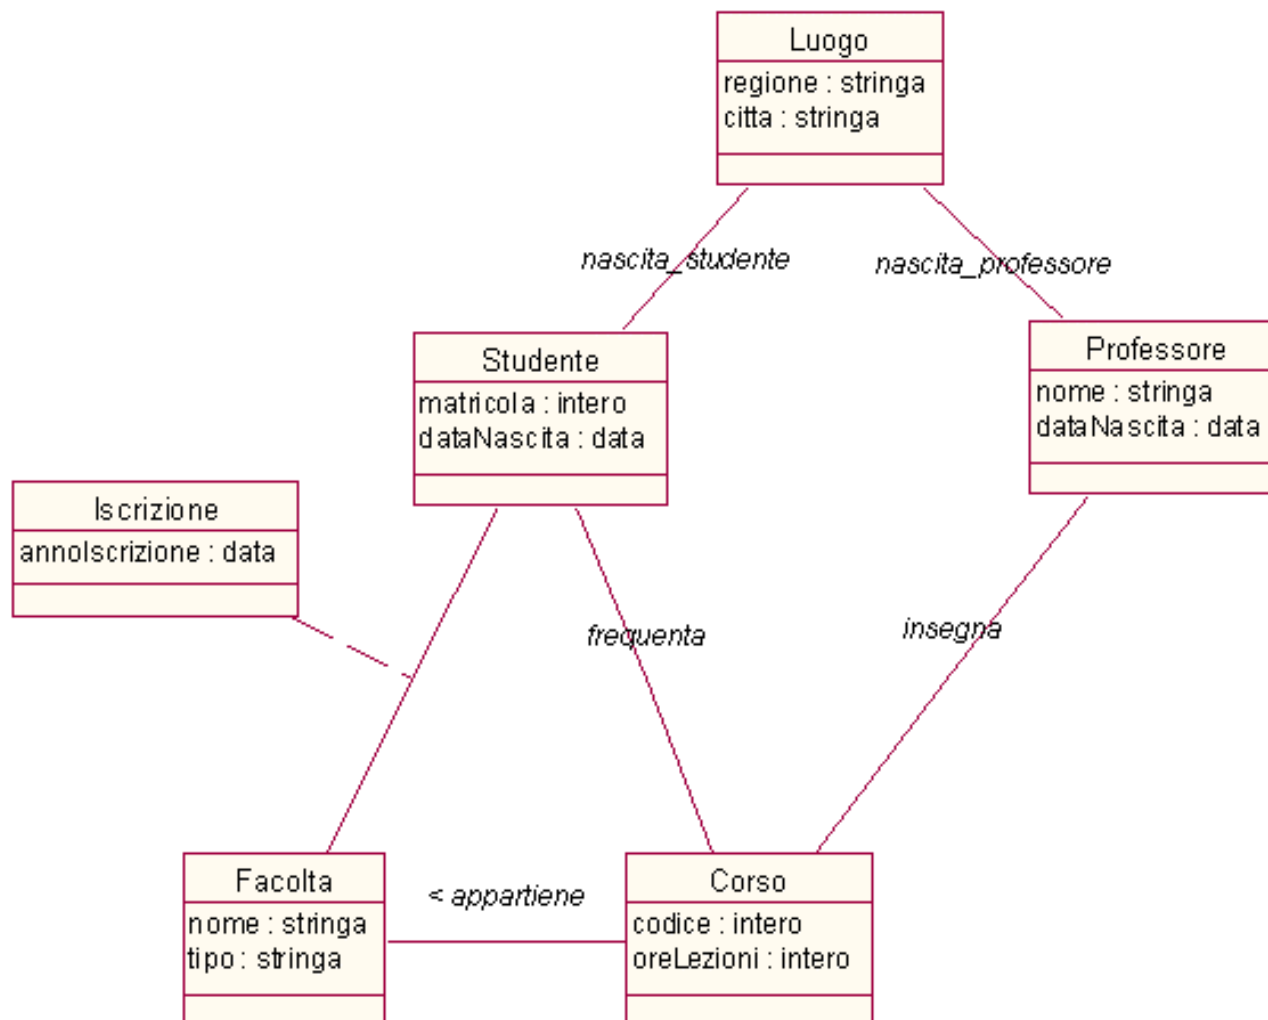 Luogo
regione : stringa
citta : stringa
nascita_studente
nascita_professore
Studente
matricola : intero
dataNascita : data
Professore
nome : stringa
dataNascita : data
Iscrizione
annoIscrizione : data
frequenta
insegna
Facolta
nome : stringa
tipo : stringa
< appartiene
Corso
codice : intero
oreLezioni : intero